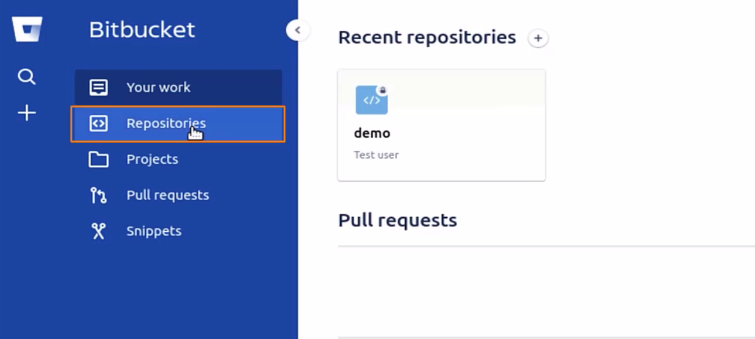 Bitbucket
Your work
Repositories
Projects
Pull requests
Snippets
Recent repositories
demo
Test user
Pull requests